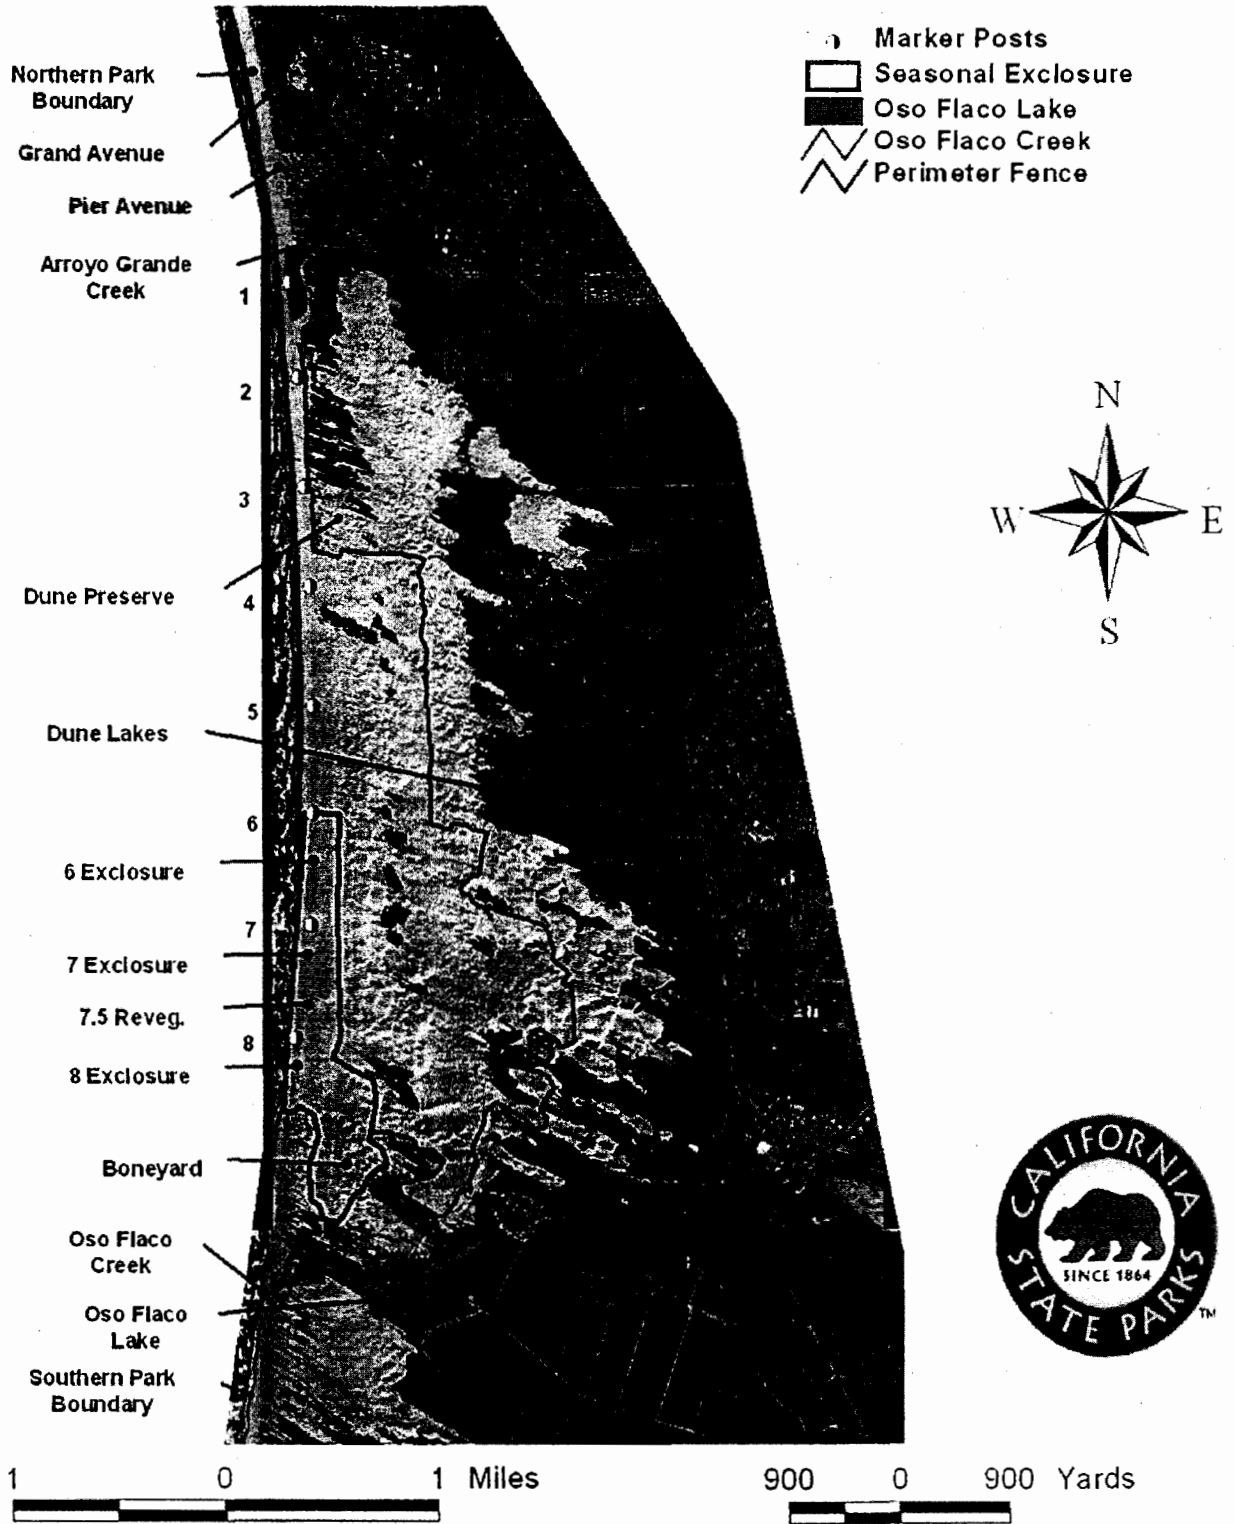 Marker Posts
Seasonal Exclosure
Oso Flaco Lake
Oso Flaco Creek
Perimeter Fence
Northern Park
Boundary
Grand Avenue
Pier Avenue
Arroyo Grande
Creek
1
2
3
Dune Preserve
4
5
Dune Lakes
6
6 Exclosure
7
7 Exclosure
7.5 Reveg.
8
8 Exclosure
Boneyard
Oso Flaco
Creek
Oso Flaco
Lake
Southern Park
Boundary
N
W E
S
CALIFORNIA
SINCE 1864
STATE PARKS
TM
1 0 1 Miles
900 0 900 Yards